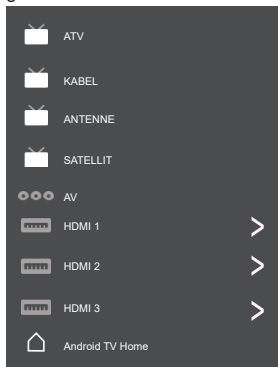 ATV
KABEL
ANTENNE
SATELLIT
AV
HDMI 1
HDMI 2
HDMI 3
Android TV Home